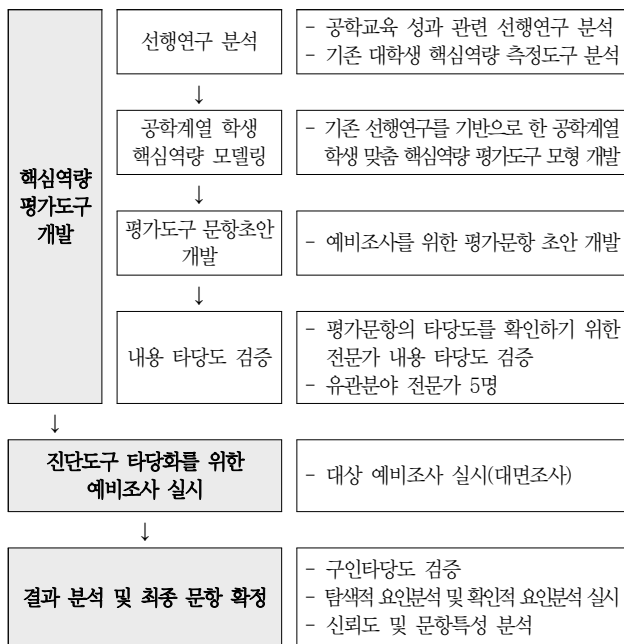 핵심역량
평가도구
개발
선행연구 분석
- 공학교육 성과 관련 선행연구 분석
- 기존 대학생 핵심역량 측정도구 분석
↓
공학계열 학생
핵심역량 모델링
- 기존 선행연구를 기반으로 한 공학계열
학생 맞춤 핵심역량 평가도구 모형 개발
↓
평가도구 문항초안
개발
- 예비조사를 위한 평가문항 초안 개발
↓
내용 타당도 검증
- 평가문항의 타당도를 확인하기 위한
전문가 내용 타당도 검증
- 유관분야 전문가 5명
↓
진단도구 타당화를 위한
예비조사 실시
- 대상 예비조사 실시(대면조사)
↓
결과 분석 및 최종 문항 확정
- 구인타당도 검증
- 탐색적 요인분석 및 확인적 요인분석 실시
- 신뢰도 및 문항특성 분석